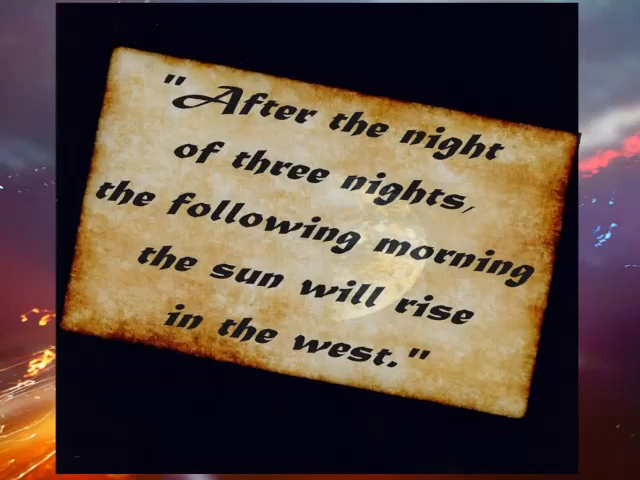 "After the night
of three nights,
the following morning
the sun will rise
in the west."